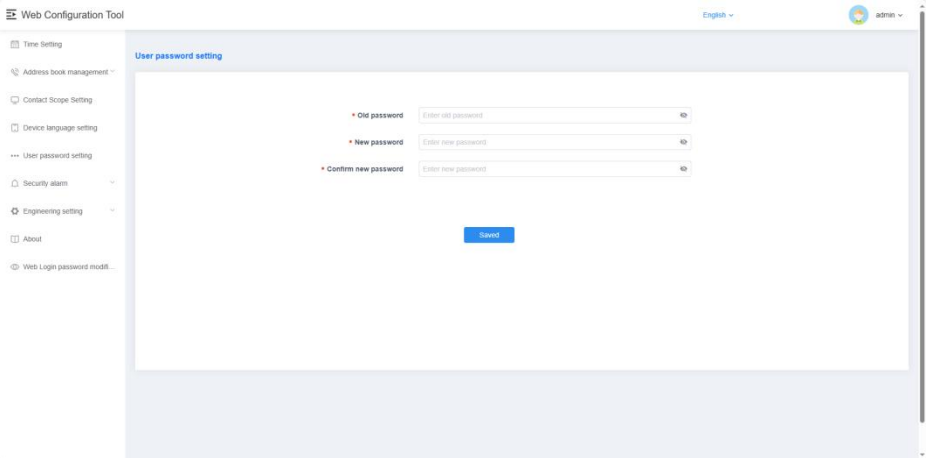 Web Configuration Tool
English
admin
Time Setting
Address book management
Contact Scope Setting
Device language setting
User password setting
Security alarm
Engineering setting
About
Web Login password modifi...
User password setting
* Old password
Enter old password
* New password
Enter new password
* Confirm new password
Enter new password
Saved